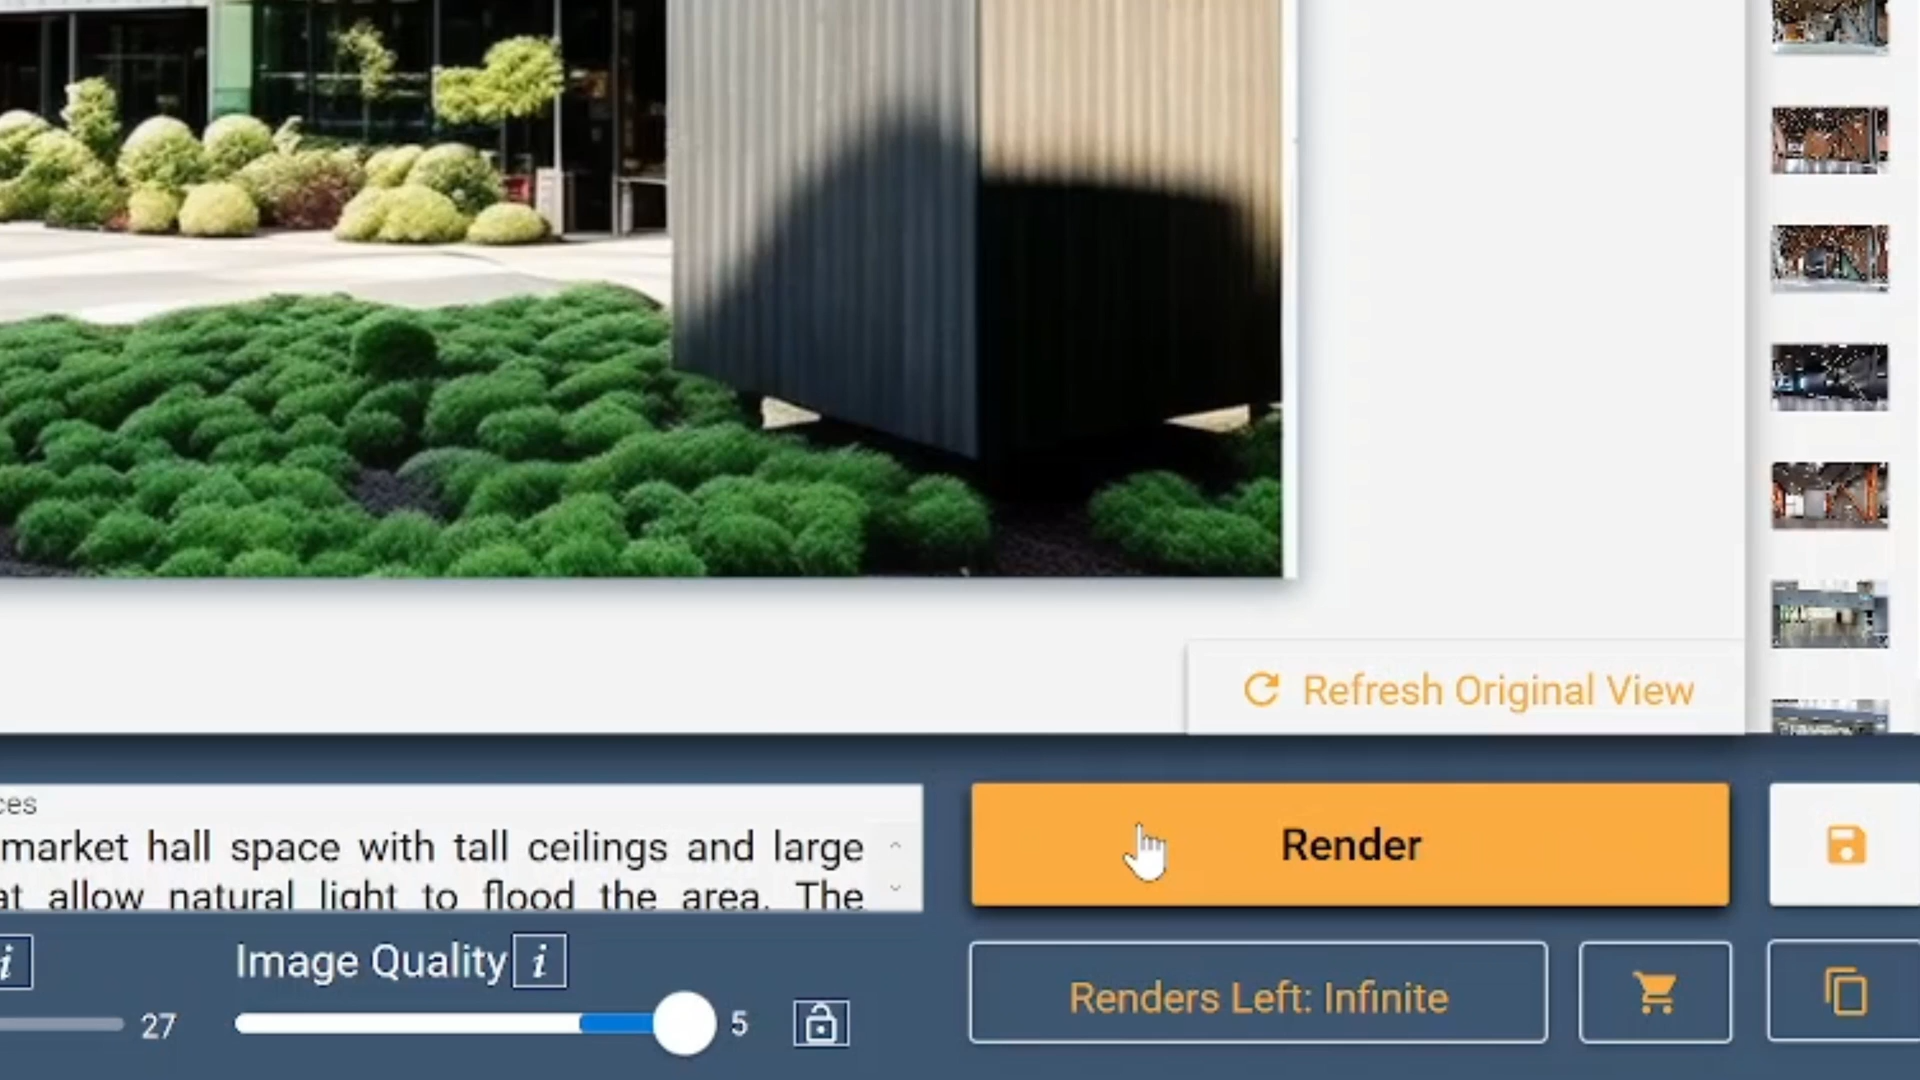 Refresh Original View
ces
market hall space with tall ceilings and large
at allow natural light to flood the area. The
Render
i
Image Quality i
27
5
Renders Left: Infinite